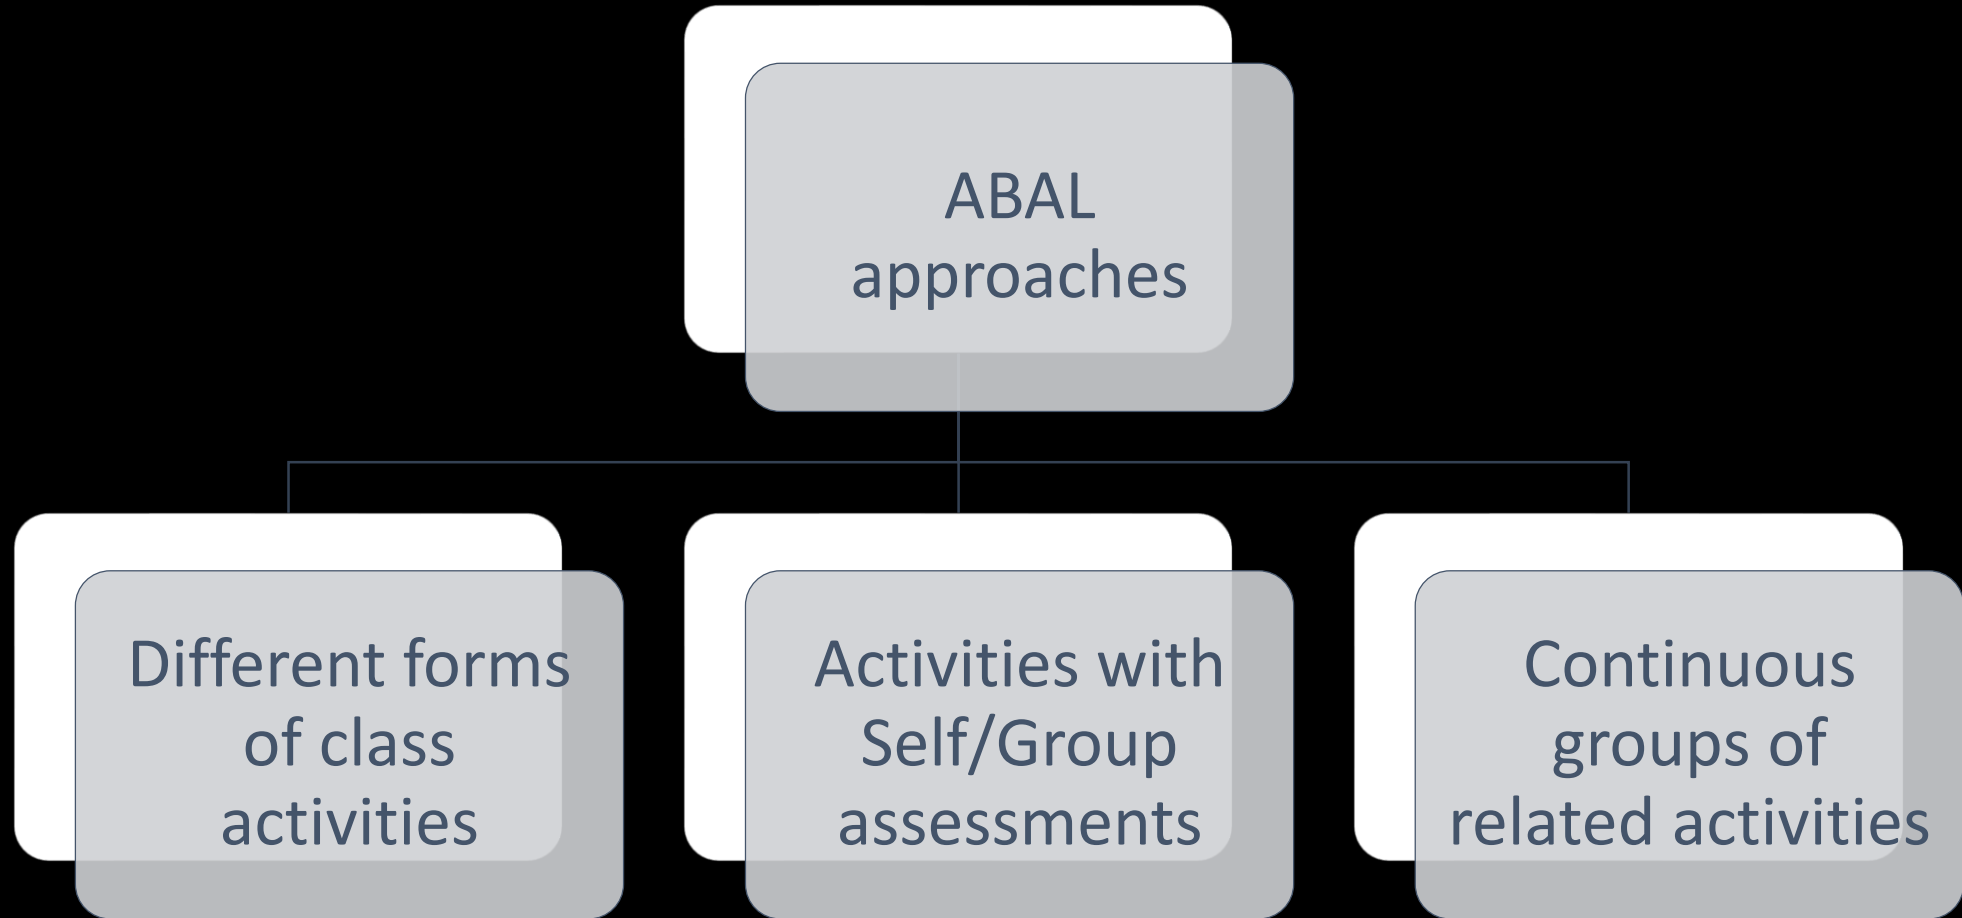 ABAL
approaches
Different forms
of class
activities
Activities with
Self/Group
assessments
Continuous
groups of
related activities